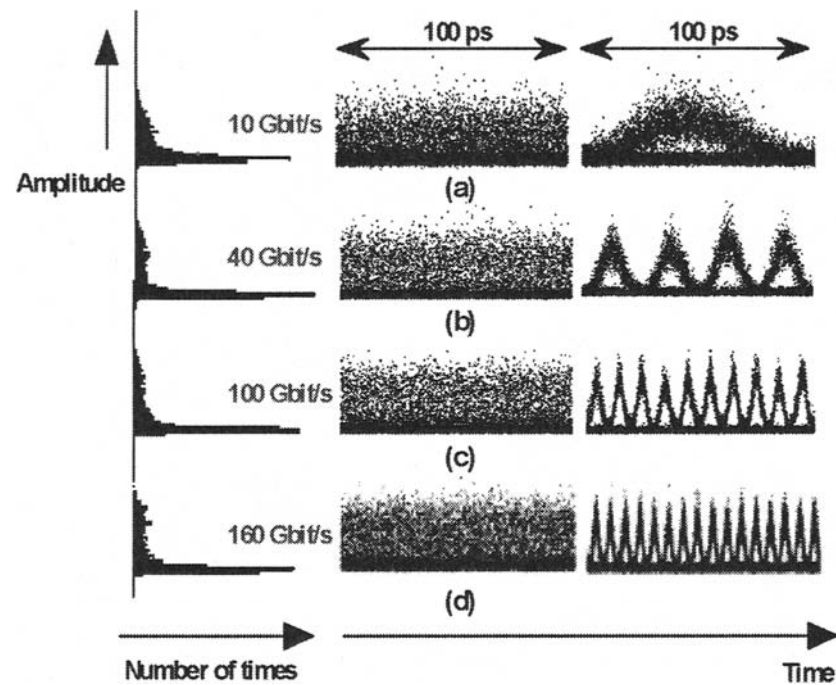 100 ps
100 ps
10 Gbit/s
Amplitude
(a)
40 Gbit/s
(b)
100 Gbit/s
(c)
160 Gbit/s
(d)
Number of times
Time